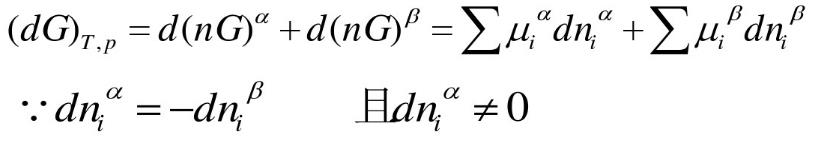 (dG)_{T,p} = d(nG)^α + d(nG)^β = ∑ μ_i^α dn_i^α + ∑ μ_i^β dn_i^β
∵ dn_i^α = −dn_i^β 且dn_i^α ≠ 0